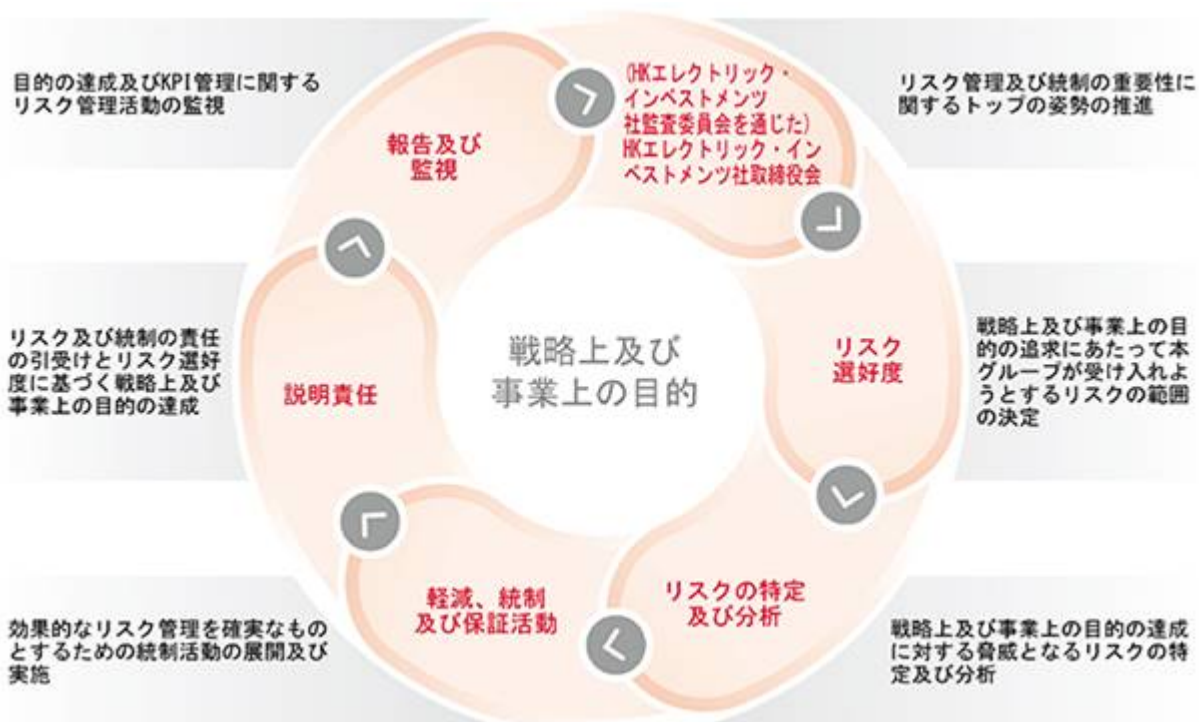 目的の達成及びKPI管理に関する
リスク管理活動の監視
報告及び
監視
(HKエレクトリック・
インベストメンツ
社監査委員会を通じた)
HKエレクトリック・イン
ベストメンツ社取締役会
リスク管理及び統制の重要性に
関するトップの姿勢の推進
リスク及び統制の責任
の引受けとリスク選好
度に基づく戦略上及び
事業上の目的の達成
説明責任
戦略上及び
事業上の目的
リスク
選好度
戦略上及び事業上の目
的の追求にあたって本
グループが受け入れよ
うとするリスクの範囲
の決定
効果的なリスク管理を確実なもの
とするための統制活動の展開及び
実施
軽減、統制
及び保証活動
リスクの特定
及び分析
戦略上及び事業上の目的の達成
に対する脅威となるリスクの特
定及び分析